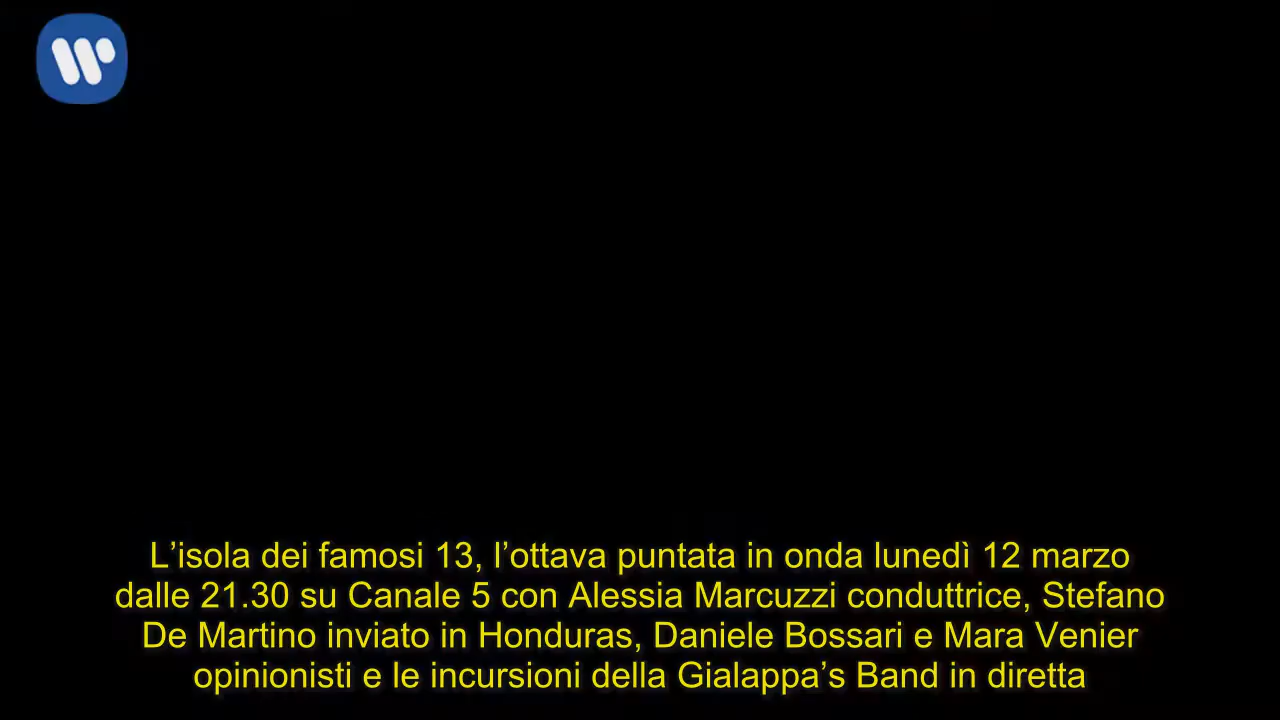 L’isola dei famosi 13, l’ottava puntata in onda lunedì 12 marzo
dalle 21.30 su Canale 5 con Alessia Marcuzzi conduttrice, Stefano
De Martino inviato in Honduras, Daniele Bossari e Mara Venier
opinionisti e le incursioni della Gialappa’s Band in diretta